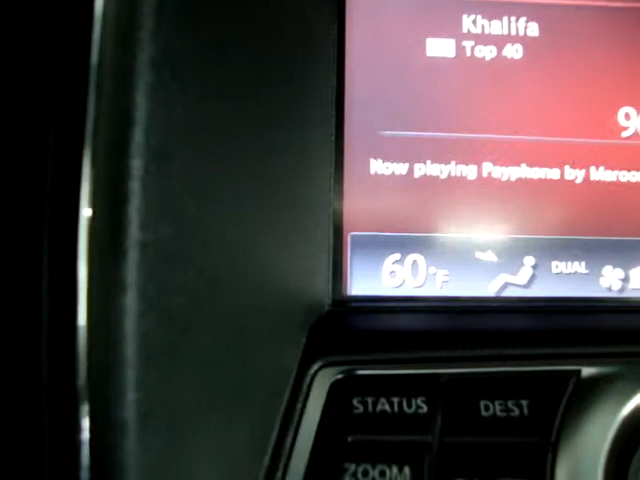 Khalifa
Top 40
Now playing Payphone by
60°F
DUAL
STATUS
DEST
ZOOM